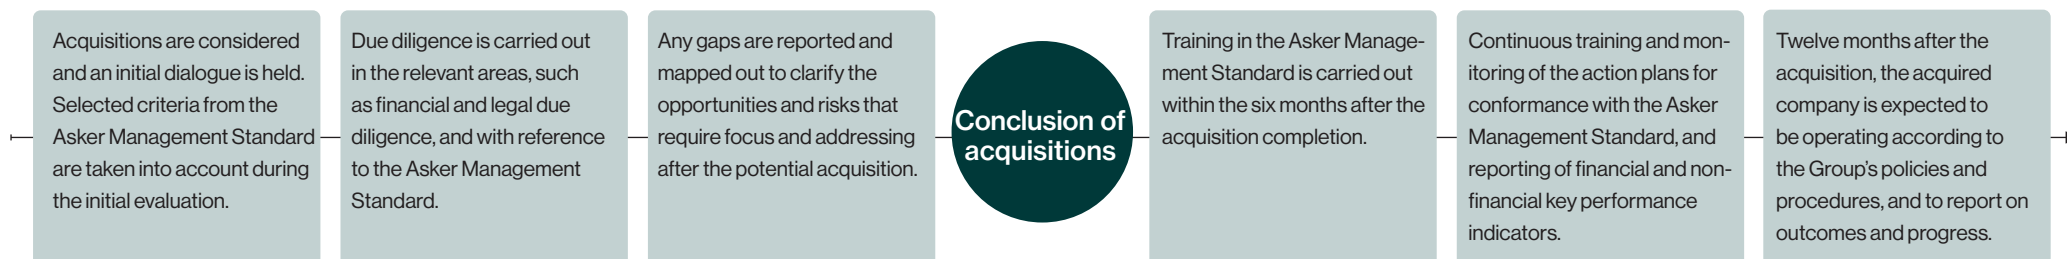 Acquisitions are considered
and an initial dialogue is held.
Selected criteria from the
Asker Management Standard
are taken into account during
the initial evaluation.
Due diligence is carried out
in the relevant areas, such
as financial and legal due
diligence, and with reference
to the Asker Management
Standard.
Any gaps are reported and
mapped out to clarify the
opportunities and risks that
require focus and addressing
after the potential acquisition.
Conclusion of
acquisitions
Training in the Asker Manage-
ment Standard is carried out
within the six months after the
acquisition completion.
Continuous training and mon-
itoring of the action plans for
conformance with the Asker
Management Standard, and
reporting of financial and non-
financial key performance
indicators.
Twelve months after the
acquisition, the acquired
company is expected to
be operating according to
the Group's policies and
procedures, and to report on
outcomes and progress.